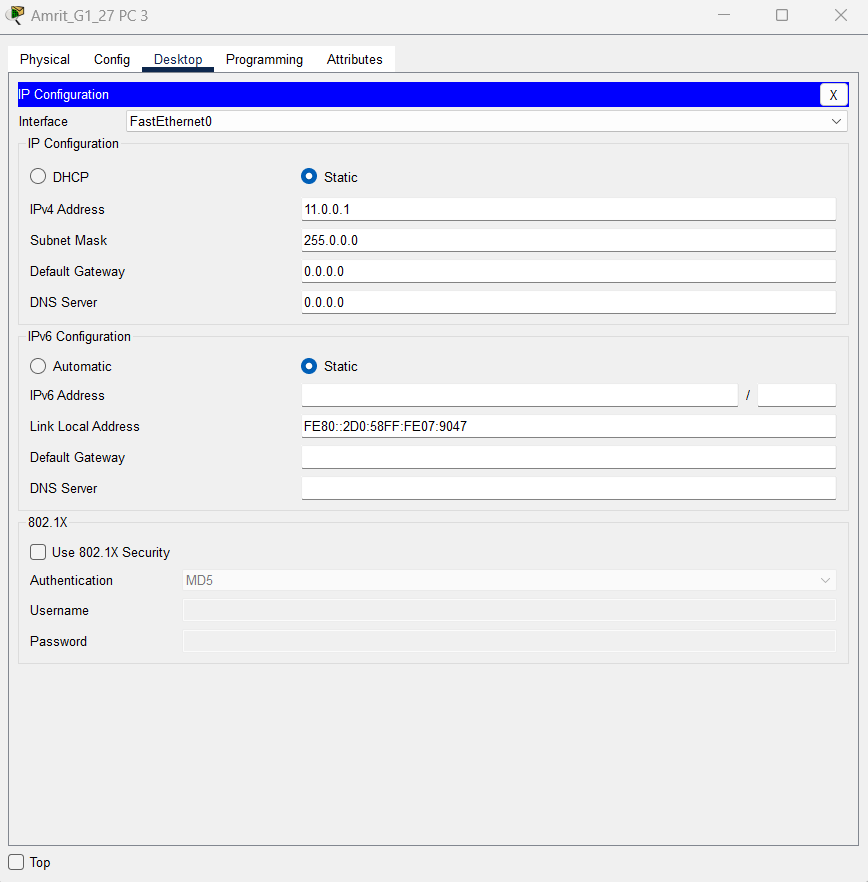 Amrit_G1_27 PC 3
Physical Config Desktop Programming Attributes
IP Configuration X
Interface FastEthernet0
IP Configuration
DHCP Static
IPv4 Address 11.0.0.1
Subnet Mask 255.0.0.0
Default Gateway 0.0.0.0
DNS Server 0.0.0.0
IPv6 Configuration
Automatic Static
IPv6 Address /
Link Local Address FE80::2D0:58FF:FE07:9047
Default Gateway
DNS Server
802.1X
Use 802.1X Security
Authentication MD5
Username
Password
Top